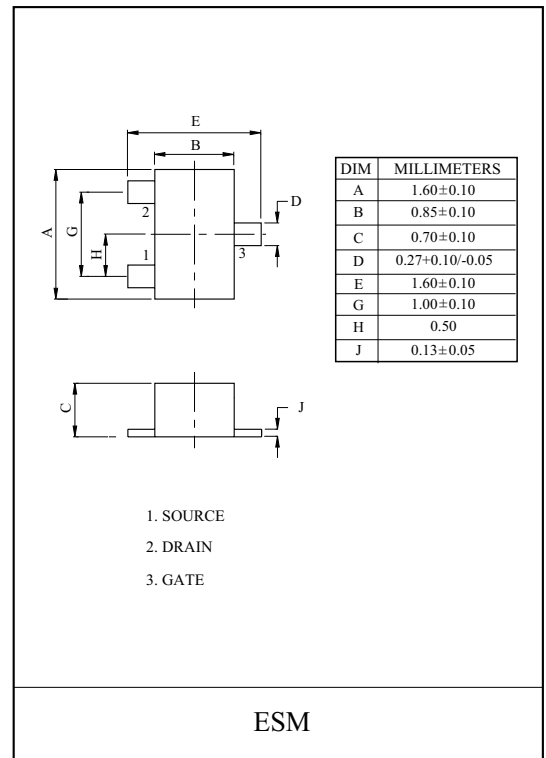 E
B
A
G
H
2
1
3
D
DIM MILLIMETERS
A 1.60±0.10
B 0.85±0.10
C 0.70±0.10
D 0.27+0.10/-0.05
E 1.60±0.10
G 1.00±0.10
H 0.50
J 0.13±0.05
C
J
1. SOURCE
2. DRAIN
3. GATE
ESM